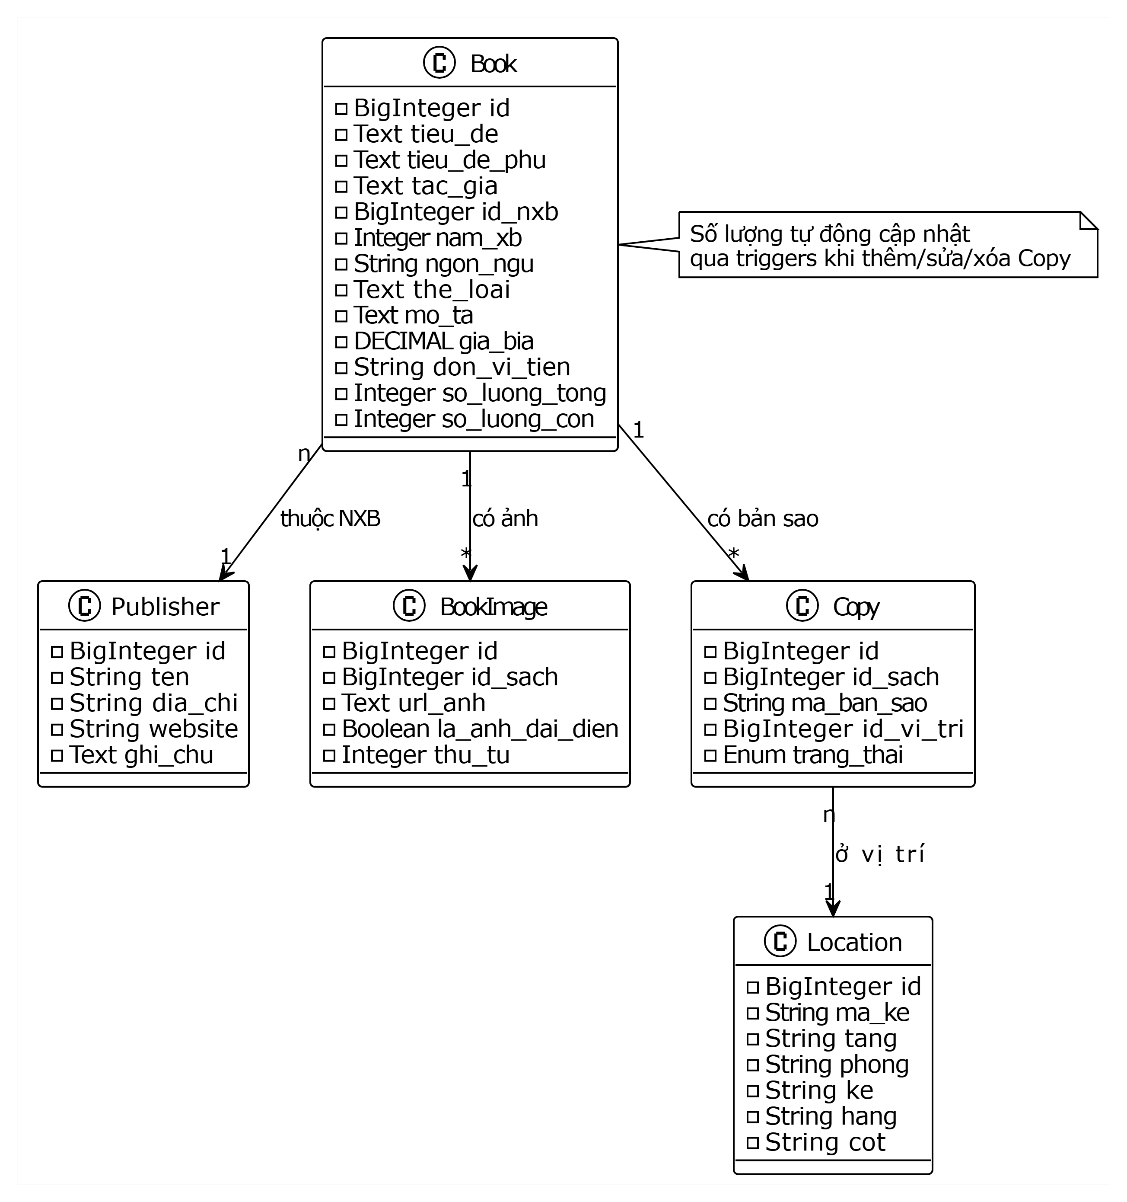 C Book
BigInteger id
Text tieu_de
Text tieu_de_phu
Text tac_gia
BigInteger id_nxb
Integer nam_xb
String ngon_ngu
Text the_loai
Text mo_ta
DECIMAL gia_bia
String don_vi_tien
Integer so_luong_tong
Integer so_luong_con
Số lượng tự động cập nhật
qua triggers khi thêm/sửa/xóa Copy
n
thuộc NXB
1
1
có ảnh
*
1
có bản sao
*
C Publisher
BigInteger id
String ten
String dia_chi
String website
Text ghi_chu
C BookImage
BigInteger id
BigInteger id_sach
Text url_anh
Boolean la_anh_dai_dien
Integer thu_tu
C Copy
BigInteger id
BigInteger id_sach
String ma_ban_sao
BigInteger id_vi_tri
Enum trang_thai
n
ở vị trí
1
C Location
BigInteger id
String ma_ke
String tang
String phong
String ke
String hang
String cot